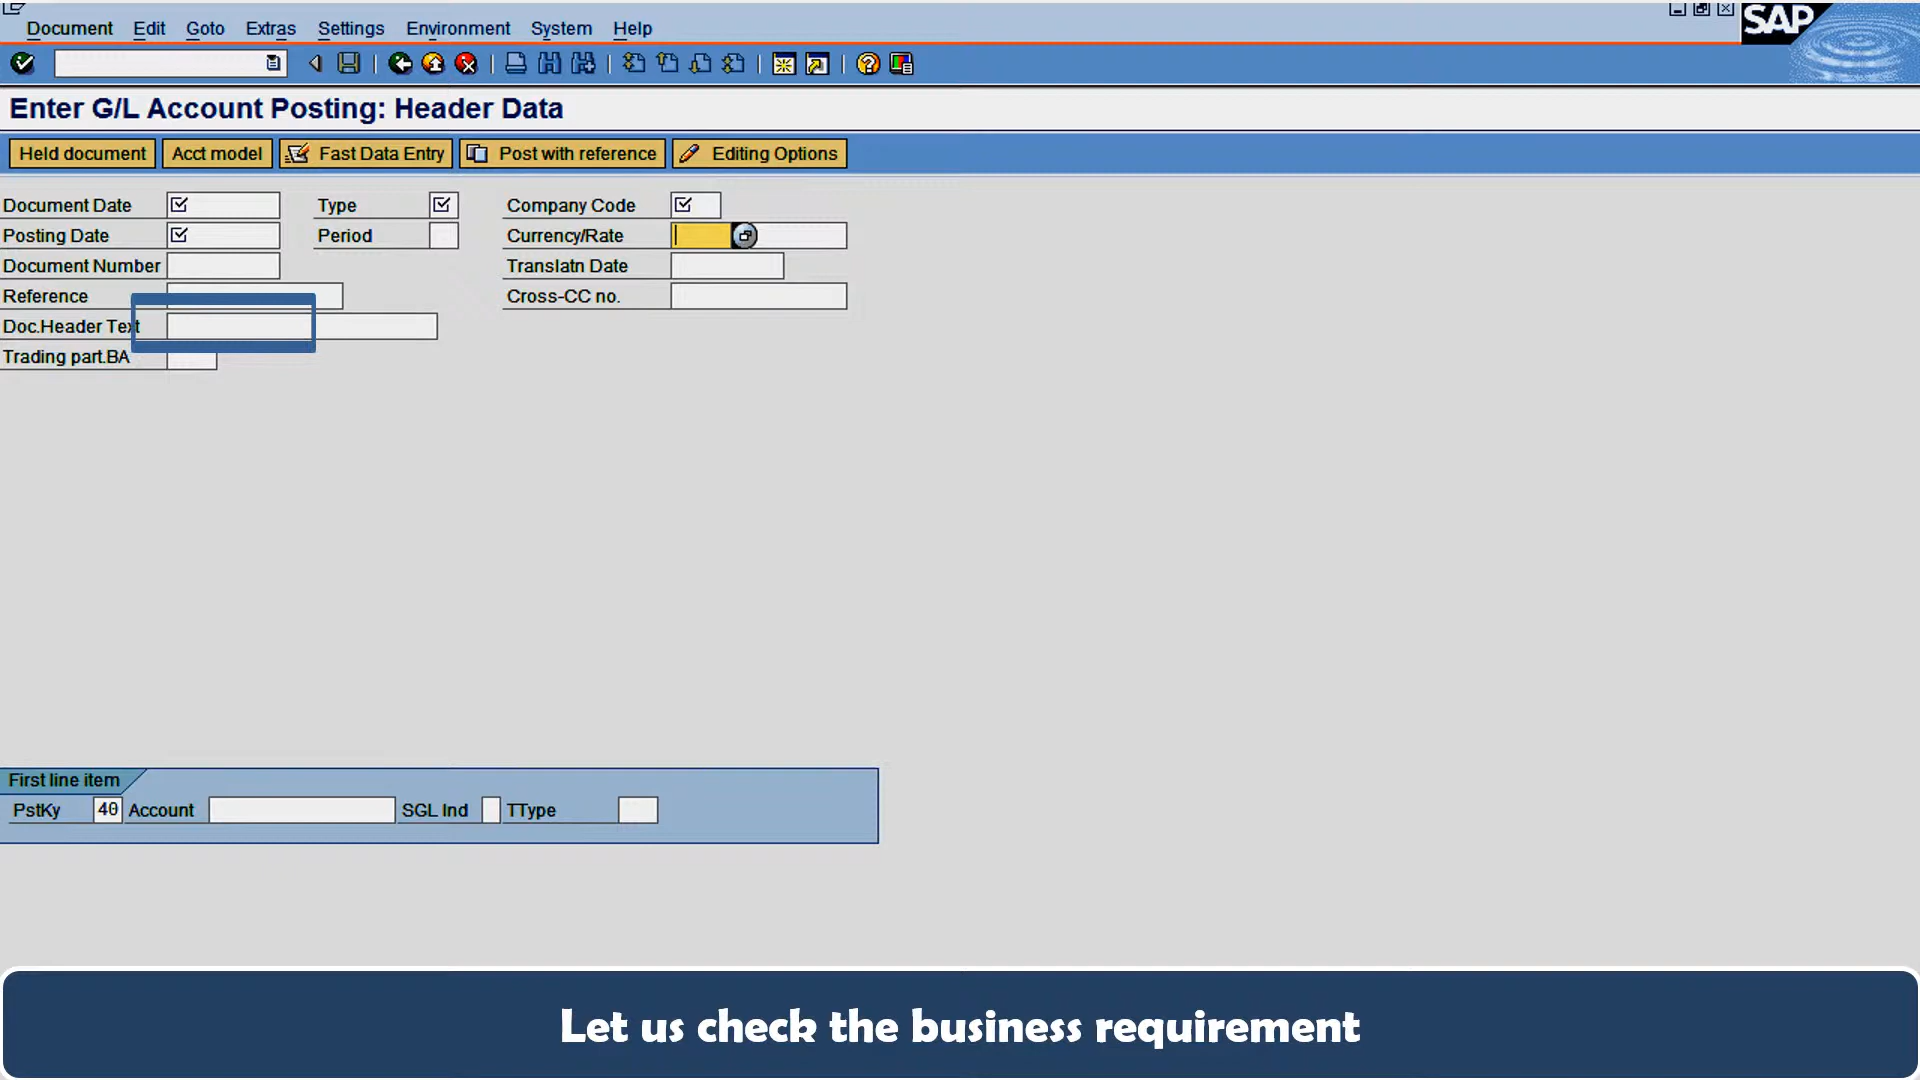 Document Edit Goto Extras Settings Environment System Help
SAP
Enter G/L Account Posting: Header Data
Held document Acct model Fast Data Entry Post with reference Editing Options
Document Date Type Company Code
Posting Date Period Currency/Rate
Document Number Translatn Date
Reference Cross-CC no.
Doc.Header Text
Trading part.BA
First line item
PstKy 40 Account SGL Ind TType
Let us check the business requirement